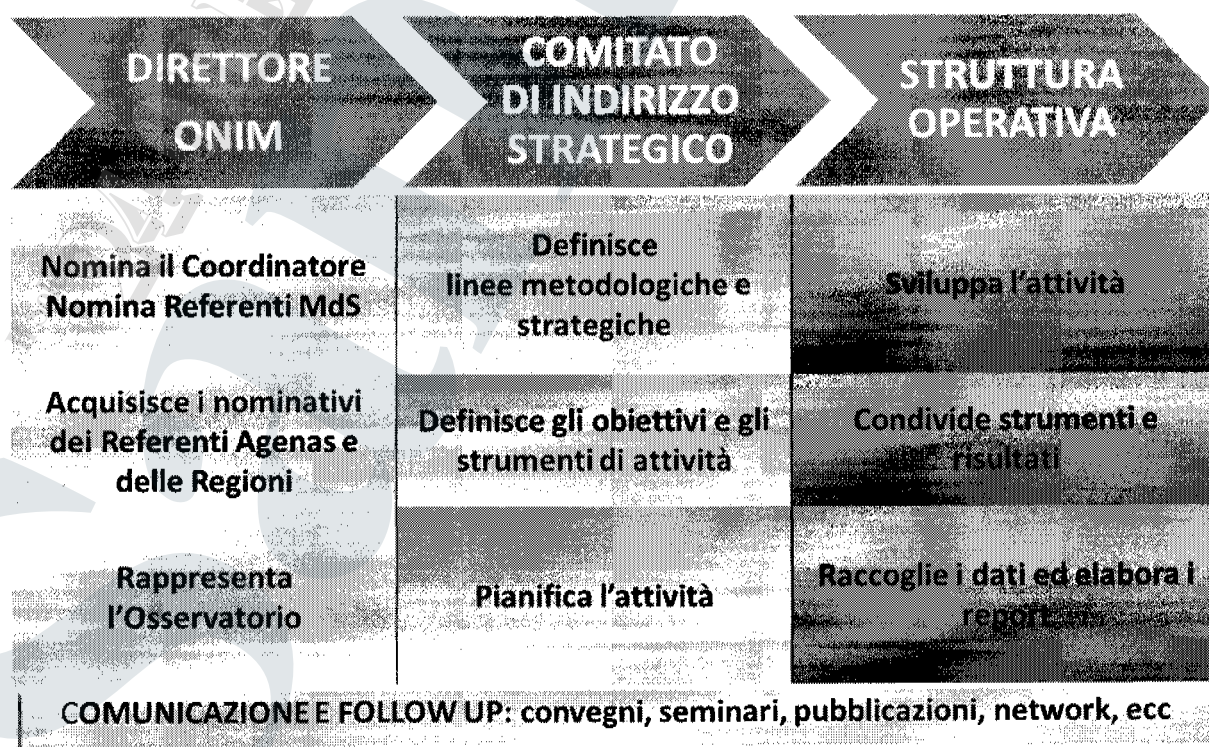 DIRETTORE
ONIM
COMITATO
DI INDIRIZZO
STRATEGICO
STRUTTURA
OPERATIVA
Nomina il Coordinatore
Nomina Referenti MdS
Definisce
linee metodologiche e
strategiche
Sviluppa l'attività
Acquisisce i nominativi
dei Referenti Agenas e
delle Regioni
Definisce gli obiettivi e gli
strumenti di attività
Condivide strumenti e
risultati
Rappresenta
l'Osservatorio
Pianifica l'attività
Raccoglie i dati ed elabora i
report
COMUNICAZIONE E FOLLOW UP: convegni, seminari, pubblicazioni, network, ecc